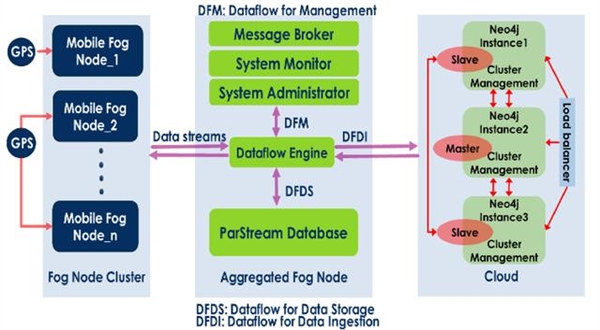 DFM: Dataflow for Management
GPS
Mobile Fog
Node_1
Mobile Fog
Node_2
GPS
Mobile Fog
Node_n
Fog Node Cluster
Data streams
Message Broker
System Monitor
System Administrator
DFM
Dataflow Engine
DFDS
ParStream Database
Aggregated Fog Node
DFDI
Neo4j
Instance1
Slave
Cluster
Management
Neo4j
Instance2
Master
Cluster
Management
Neo4j
Instance3
Slave
Cluster
Management
Load balancer
Cloud
DFDS: Dataflow for Data Storage
DFDI: Dataflow for Data Ingestion